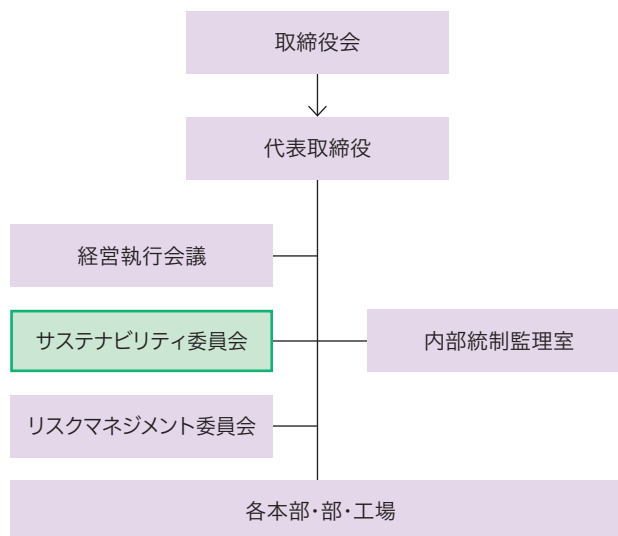 取締役会
代表取締役
経営執行会議
サステナビリティ委員会
内部統制監理室
リスクマネジメント委員会
各本部・部・工場